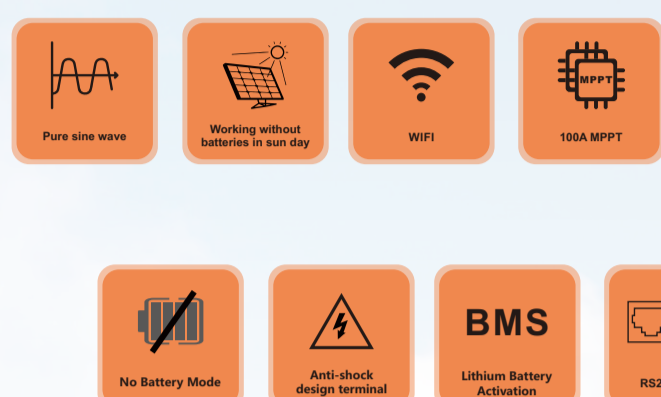 Pure sine wave
Working without
batteries in sun day
WIFI
MPPT
100A MPPT
No Battery Mode
Anti-shock
design terminal
BMS
Lithium Battery
Activation